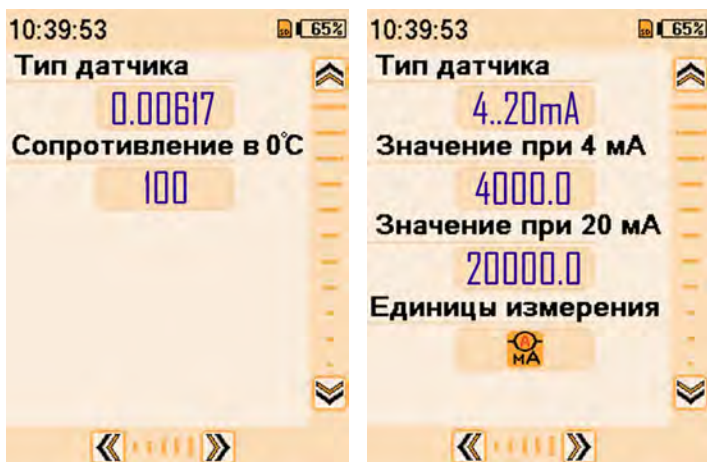 10:39:53
65%
Тип датчика
0.00617
Сопротивление в 0°C
100
10:39:53
65%
Тип датчика
4..20mA
Значение при 4 мА
4000.0
Значение при 20 мА
20000.0
Единицы измерения
A
мА